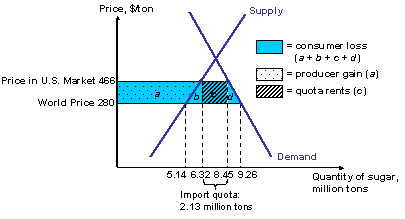 Price, $/ton
Supply
= consumer loss
(a + b + c + d)
= producer gain (a)
= quota rents (c)
Price in U.S. Market 466
a
b
c
d
World Price 280
Demand
5.14 6.32 8.45 9.26
Quantity of sugar,
million tons
Import quota:
2.13 million tons